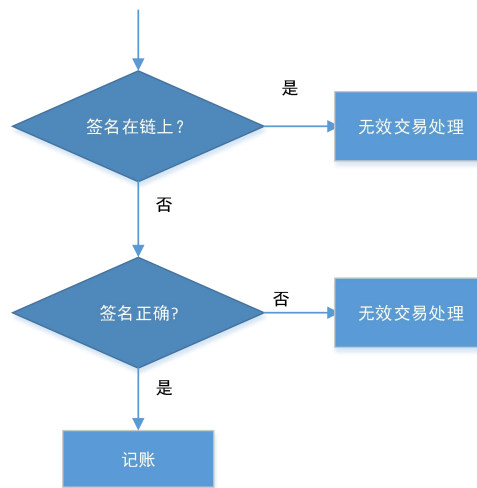 签名在链上?
是
无效交易处理
否
签名正确?
否
无效交易处理
是
记账